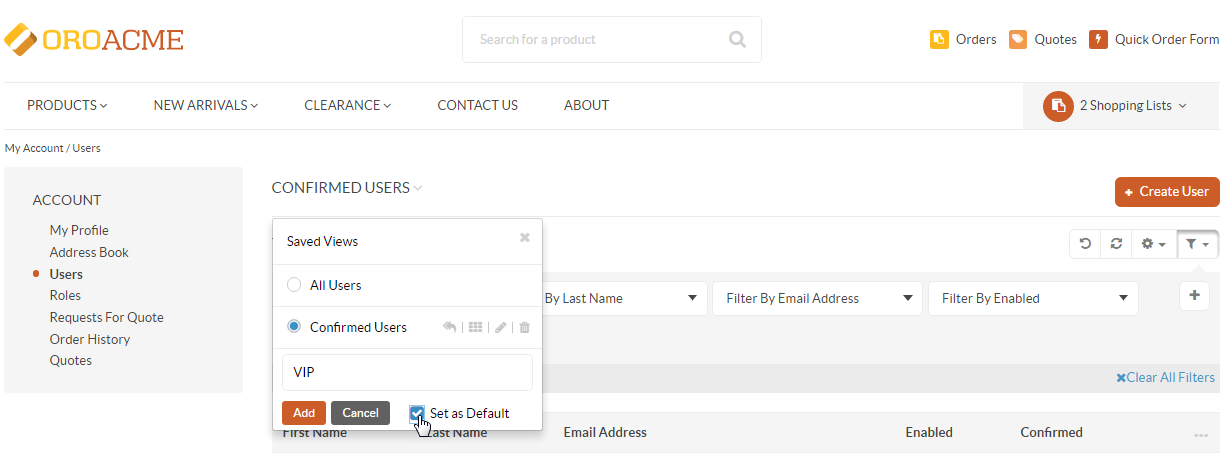 OROACME
Search for a product
Orders Quotes Quick Order Form
PRODUCTS NEW ARRIVALS CLEARANCE CONTACT US ABOUT
2 Shopping Lists
My Account / Users
ACCOUNT
My Profile
Address Book
Users
Roles
Requests For Quote
Order History
Quotes
CONFIRMED USERS
+ Create User
Saved Views
All Users
Confirmed Users
VIP
Add Cancel Set as Default
By Last Name Filter By Email Address Filter By Enabled
Clear All Filters
First Name Last Name Email Address Enabled Confirmed